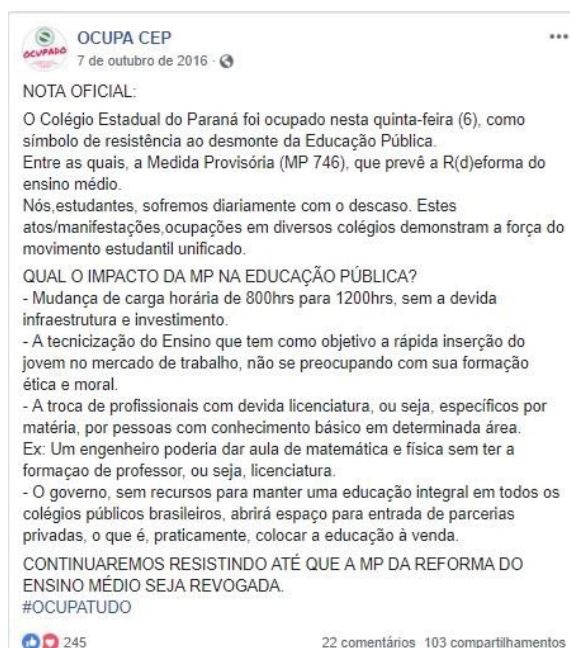 OCUPADO
OCUPA CEP
7 de outubro de 2016 ·
NOTA OFICIAL:
O Colégio Estadual do Paraná foi ocupado nesta quinta-feira (6), como
símbolo de resistência ao desmonte da Educação Pública.
Entre as quais, a Medida Provisória (MP 746), que prevê a R(d)eforma do
ensino médio.
Nós,estudantes, sofremos diariamente com o descaso. Estes
atos/manifestações,ocupações em diversos colégios demonstram a força do
movimento estudantil unificado.
QUAL O IMPACTO DA MP NA EDUCAÇÃO PÚBLICA?
- Mudança de carga horária de 800hrs para 1200hrs, sem a devida
infraestrutura e investimento.
- A tecnicização do Ensino que tem como objetivo a rápida inserção do
jovem no mercado de trabalho, não se preocupando com sua formação
ética e moral.
- A troca de profissionais com devida licenciatura, ou seja, específicos por
matéria, por pessoas com conhecimento básico em determinada área.
Ex: Um engenheiro poderia dar aula de matemática e física sem ter a
formaçao de professor, ou seja, licenciatura.
- O governo, sem recursos para manter uma educação integral em todos os
colégios públicos brasileiros, abrirá espaço para entrada de parcerias
privadas, o que é, praticamente, colocar a educação à venda.
CONTINUAREMOS RESISTINDO ATÉ QUE A MP DA REFORMA DO
ENSINO MÉDIO SEJA REVOGADA.
#OCUPATUDO
245 22 comentários 103 compartilhamentos